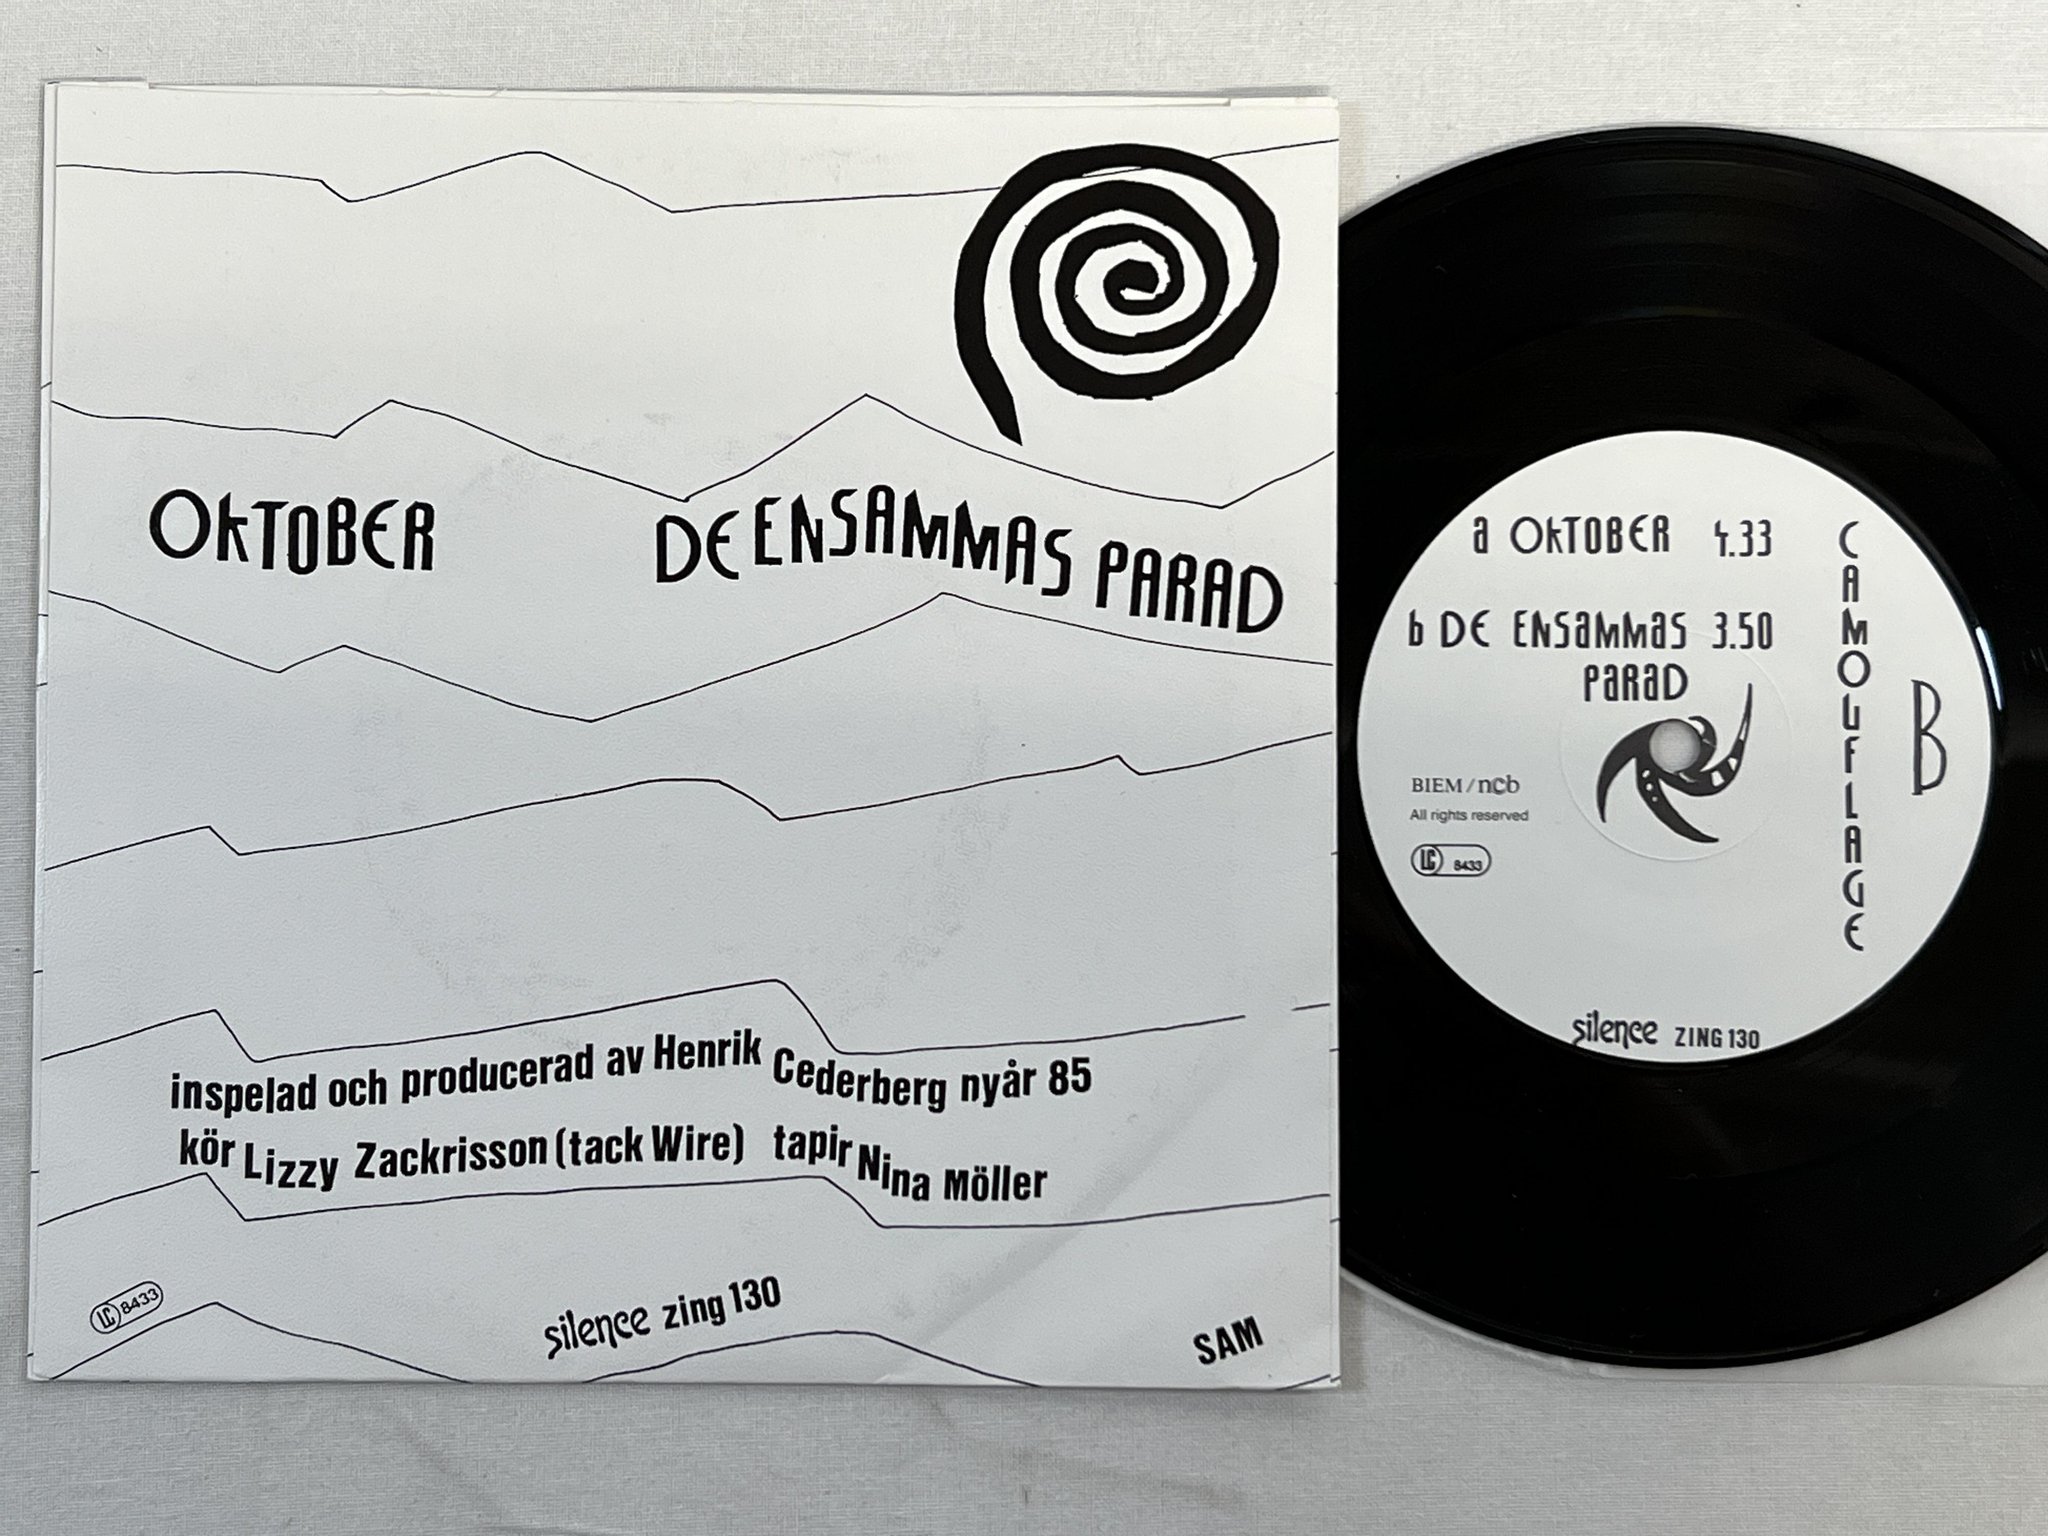 OKTOBER
DE ENSAMMAS PARAD
inspelad och producerad av Henrik Cederberg nyår 85
kör Lizzy Zackrisson (tack Wire) tapir Nina Möller
LC 8433
silence zing 130
SAM
a OKTOBER 4.33
b DE ENSaMMaS 3.50
PaRaD
BIEM/ncb
All rights reserved
LC 8433
CAMOUFLAGE
B
silence ZING 130